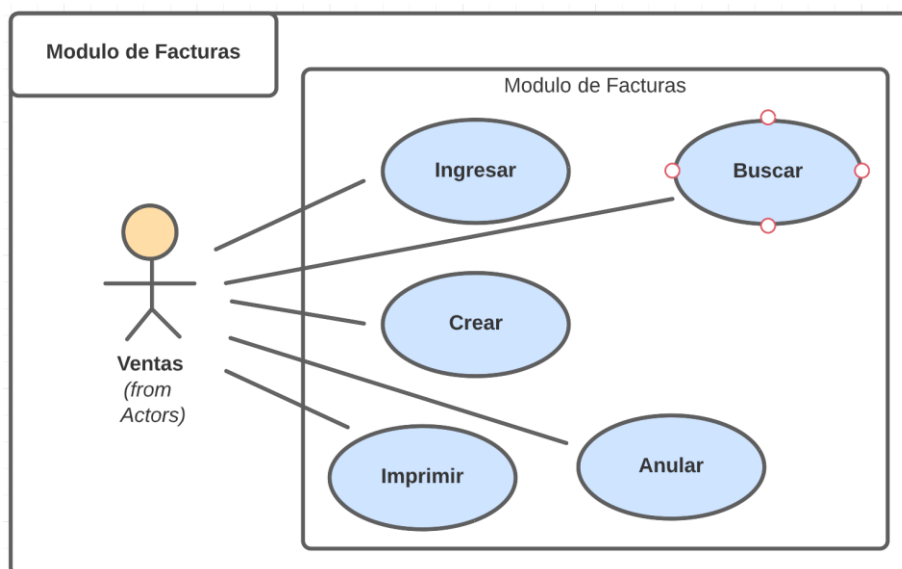 Modulo de Facturas
Modulo de Facturas
Ingresar
Buscar
Crear
Ventas
(from
Actors)
Imprimir
Anular